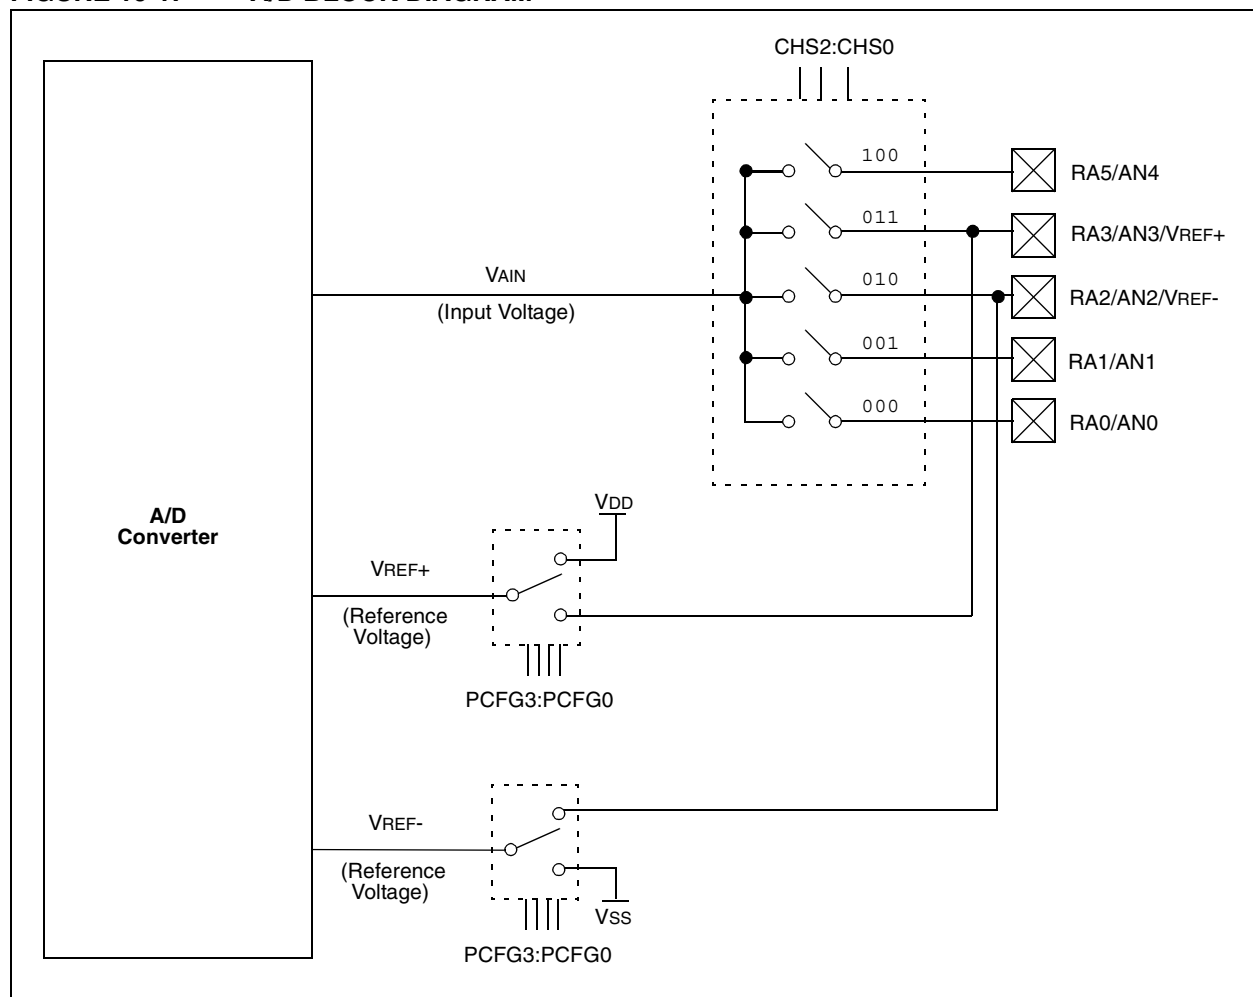 CHS2:CHS0
100
RA5/AN4
011
RA3/AN3/VREF+
VAIN
010
(Input Voltage)
RA2/AN2/VREF-
001
RA1/AN1
000
RA0/AN0
VDD
A/D
Converter
VREF+
(Reference
Voltage)
PCFG3:PCFG0
VREF-
(Reference
Voltage)
VSS
PCFG3:PCFG0